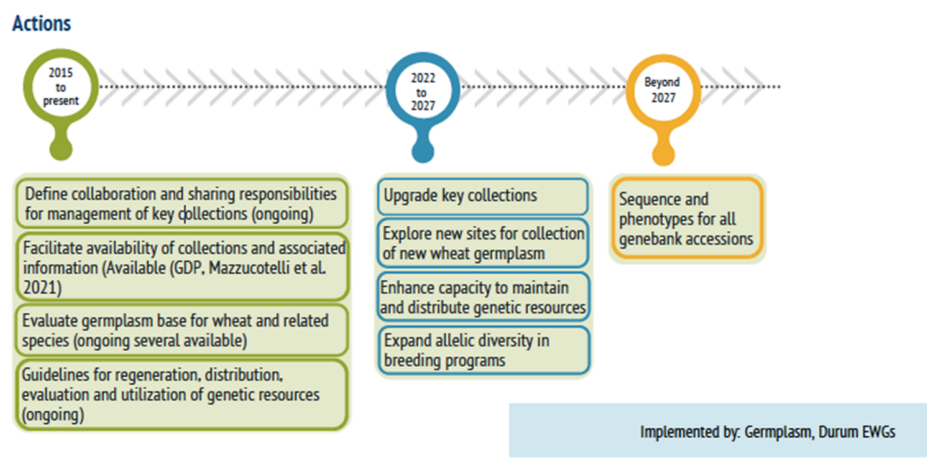 Actions
2015
to
present
2022
to
2027
Beyond
2027
Define collaboration and sharing responsibilities
for management of key collections (ongoing)
Facilitate availability of collections and associated
information (Available (GDP, Mazzucotelli et al.
2021)
Evaluate germplasm base for wheat and related
species (ongoing several available)
Guidelines for regeneration, distribution,
evaluation and utilization of genetic resources
(ongoing)
Upgrade key collections
Explore new sites for collection
of new wheat germplasm
Enhance capacity to maintain
and distribute genetic resources
Expand allelic diversity in
breeding programs
Sequence and
phenotypes for all
genebank accessions
Implemented by: Germplasm, Durum EWGs